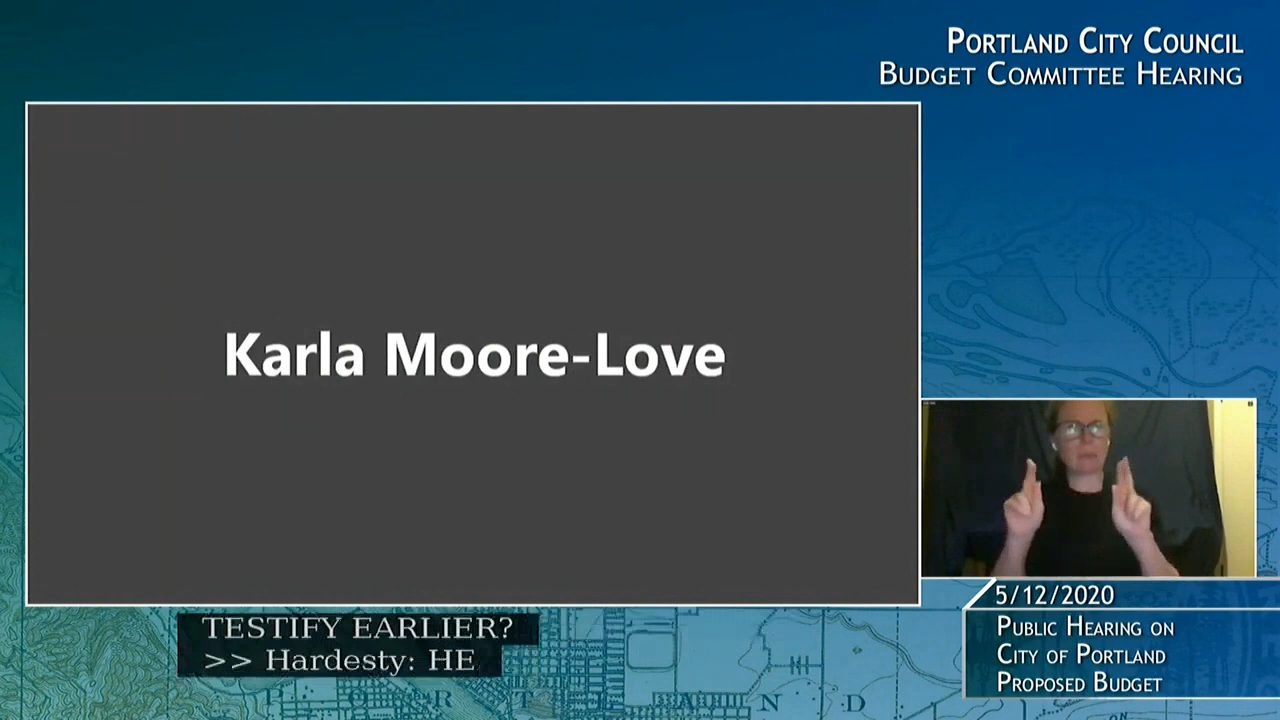 PORTLAND CITY COUNCIL
BUDGET COMMITTEE HEARING
Karla Moore-Love
5/12/2020
PUBLIC HEARING ON
CITY OF PORTLAND
PROPOSED BUDGET
TESTIFY EARLIER?
>> Hardesty: HE
P O R T L A N D